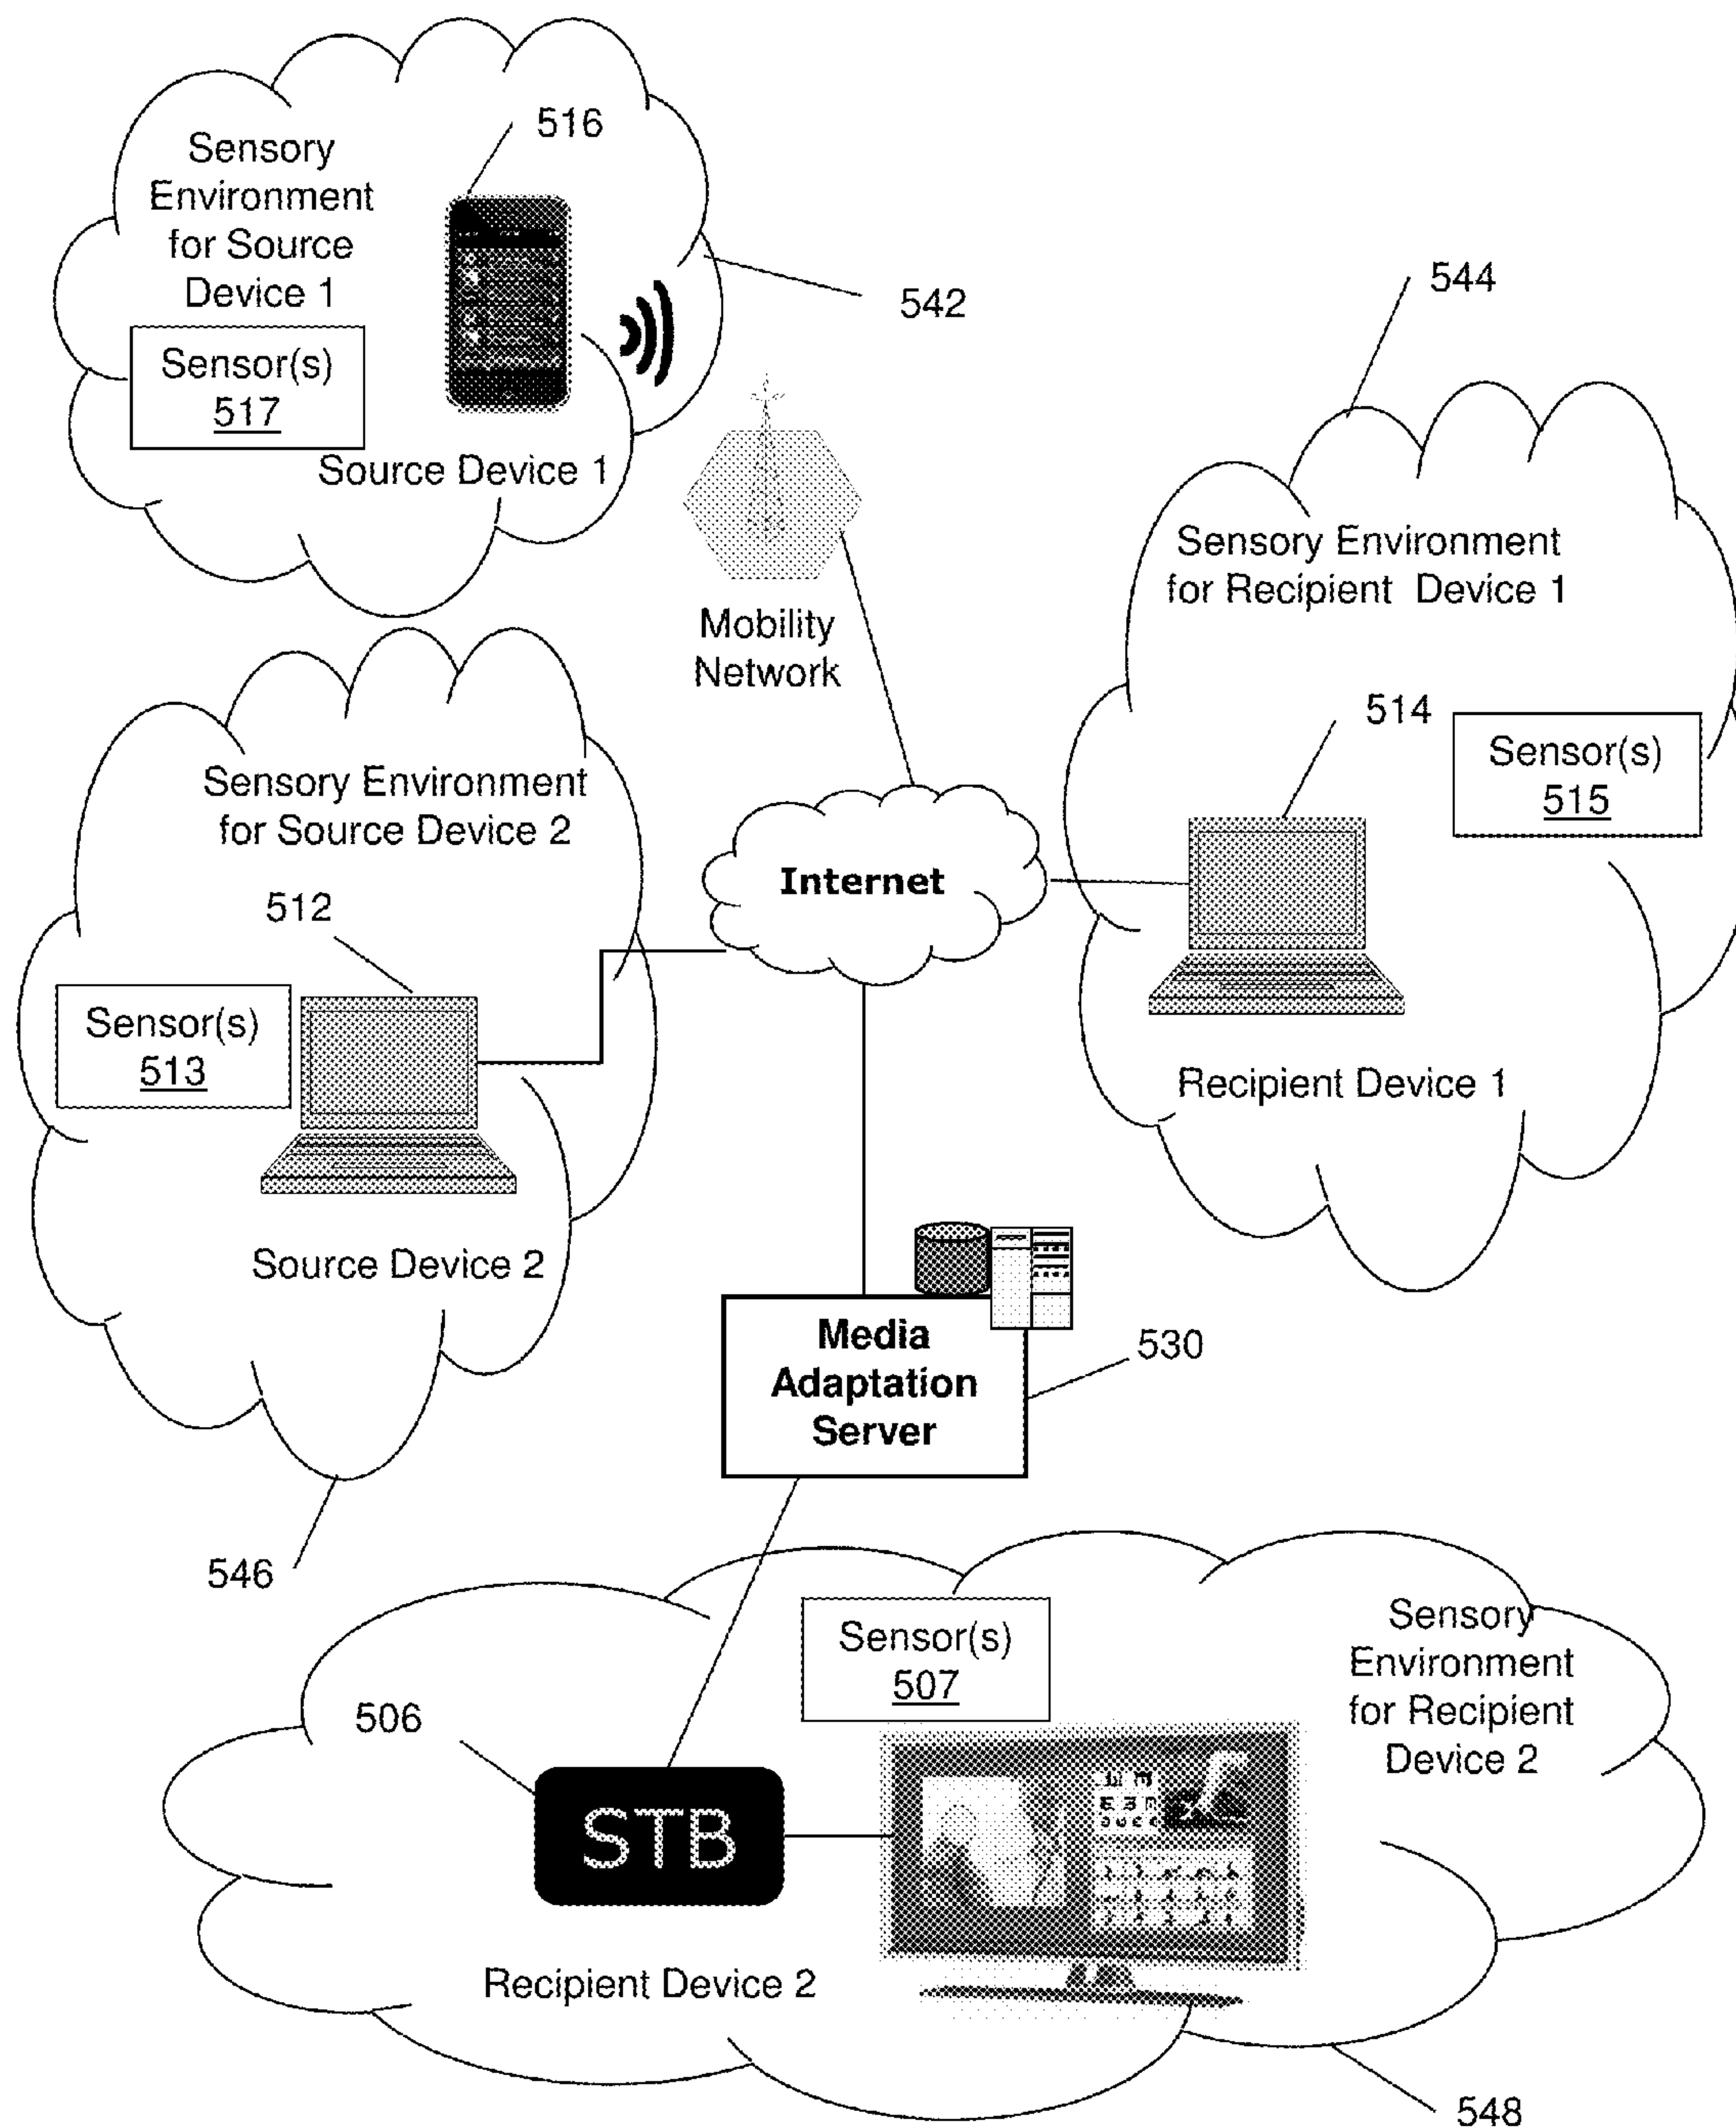 516
Sensory
Environment
for Source
Device 1
542
Sensor(s)
517
Source Device 1
544
Sensory Environment
for Recipient Device 1
Mobility
Network
514
Sensor(s)
515
Sensory Environment
for Source Device 2
Internet
512
Sensor(s)
513
Recipient Device 1
Source Device 2
Media
Adaptation
Server
530
546
Sensor(s)
507
Sensory
Environment
for Recipient
Device 2
506
STB
Recipient Device 2
548